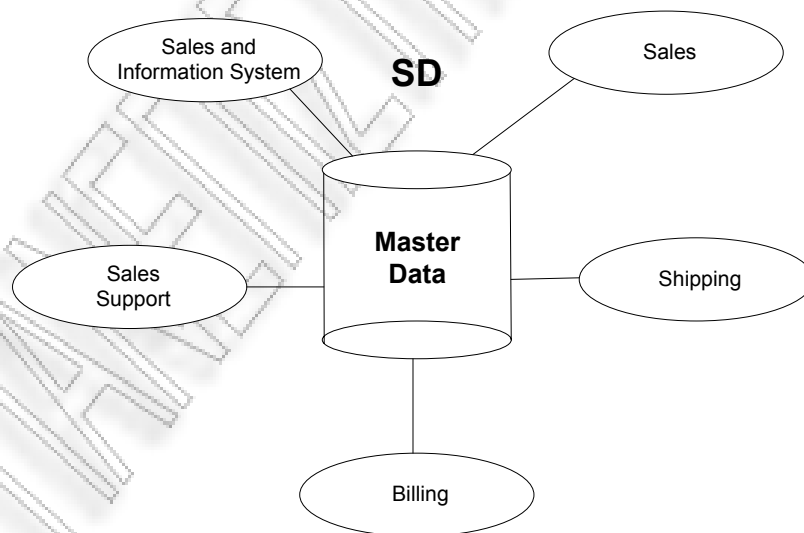 Sales and
Information System
SD
Sales
Master
Data
Sales
Support
Shipping
Billing